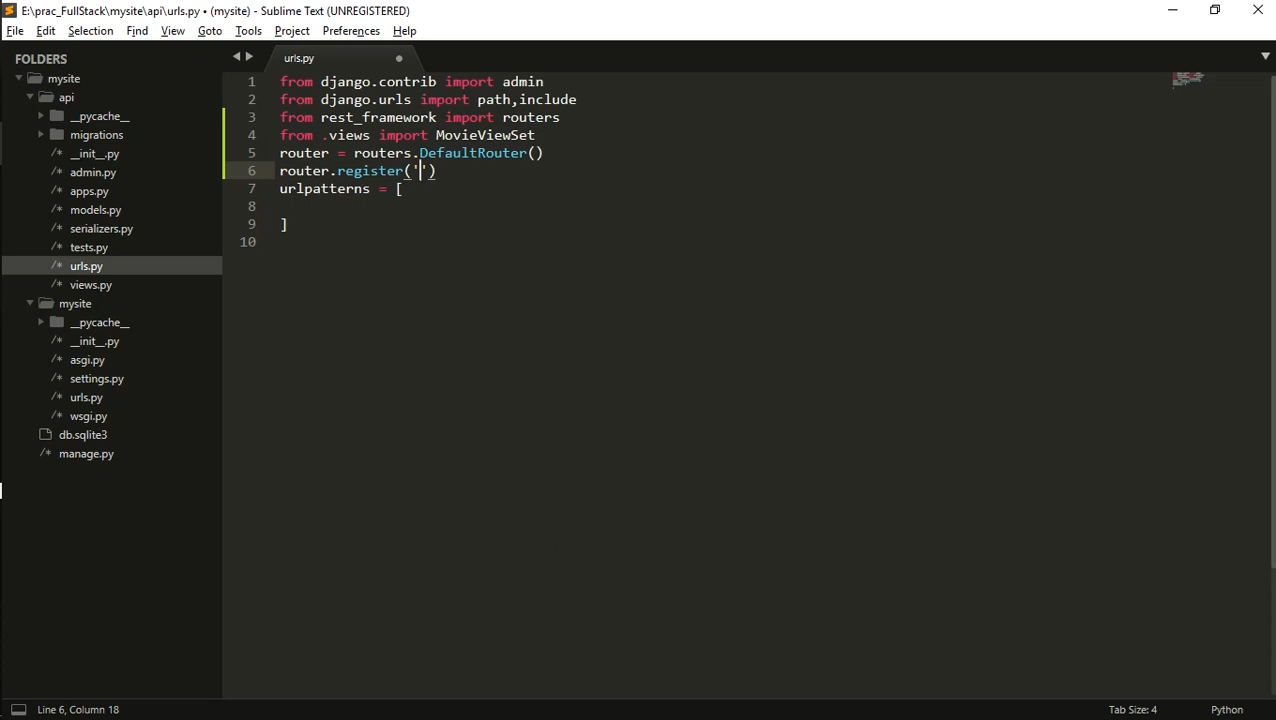 E:\prac_FullStack\mysite\api\urls.py • (mysite) - Sublime Text (UNREGISTERED)
File Edit Selection Find View Goto Tools Project Preferences Help
FOLDERS
mysite
api
__pycache__
migrations
/* __init__.py
/* admin.py
/* apps.py
/* models.py
/* serializers.py
/* tests.py
/* urls.py
/* views.py
mysite
__pycache__
/* __init__.py
/* asgi.py
/* settings.py
/* urls.py
/* wsgi.py
db.sqlite3
/* manage.py
urls.py
1 from django.contrib import admin
2 from django.urls import path,include
3 from rest_framework import routers
4 from .views import MovieViewSet
5 router = routers.DefaultRouter()
6 router.register('')
7 urlpatterns = [
8
9 ]
10
Line 6, Column 18
Tab Size: 4
Python